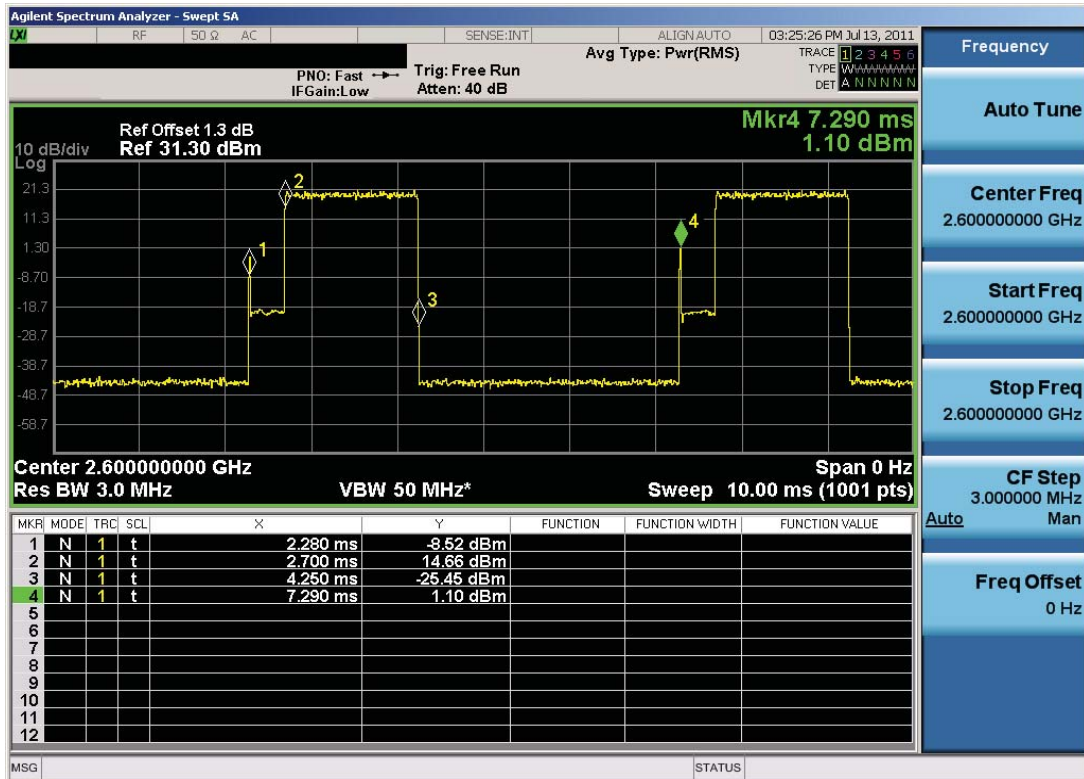 Agilent Spectrum Analyzer - Swept SA
LXI RF 50 Ω AC SENSE:INT ALIGN AUTO 03:25:26 PM Jul 13, 2011
PNO: Fast
IFGain:Low
Trig: Free Run
Atten: 40 dB
Avg Type: Pwr(RMS)
TRACE 1 2 3 4 5 6
TYPE WWWWWWW
DET A N N N N N
Mkr4 7.290 ms
1.10 dBm
Ref Offset 1.3 dB
10 dB/div Ref 31.30 dBm
Log
21.3
11.3
1.30
-8.70
-18.7
-28.7
-38.7
-48.7
-58.7
1
2
3
4
Center 2.600000000 GHz Span 0 Hz
Res BW 3.0 MHz VBW 50 MHz* Sweep 10.00 ms (1001 pts)
MKR MODE TRC SCL X Y FUNCTION FUNCTION WIDTH FUNCTION VALUE
1 N 1 t 2.280 ms -8.52 dBm
2 N 1 t 2.700 ms 14.66 dBm
3 N 1 t 4.250 ms -25.45 dBm
4 N 1 t 7.290 ms 1.10 dBm
5
6
7
8
9
10
11
12
MSG STATUS
Frequency
Auto Tune
Center Freq
2.600000000 GHz
Start Freq
2.600000000 GHz
Stop Freq
2.600000000 GHz
CF Step
3.000000 MHz
Auto Man
Freq Offset
0 Hz